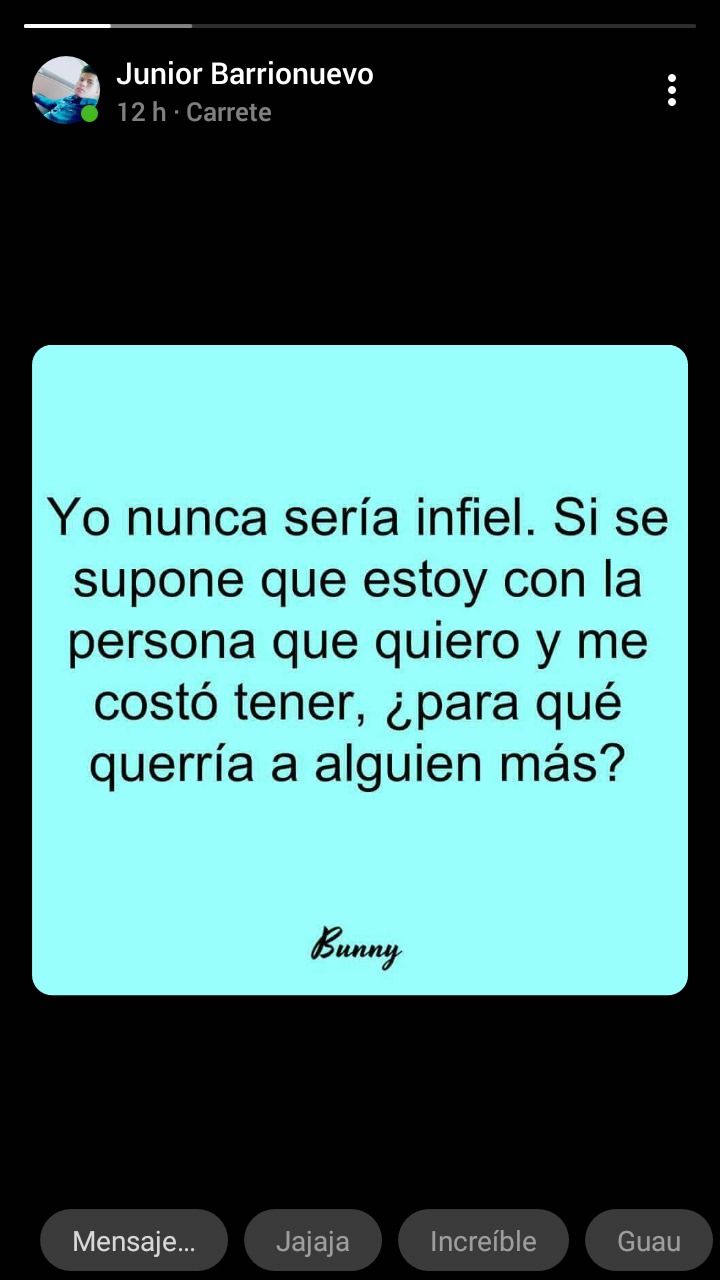 Junior Barrionuevo
12 h · Carrete
Yo nunca sería infiel. Si se
supone que estoy con la
persona que quiero y me
costó tener, ¿para qué
querría a alguien más?
Bunny
Mensaje... Jajaja Increíble Guau